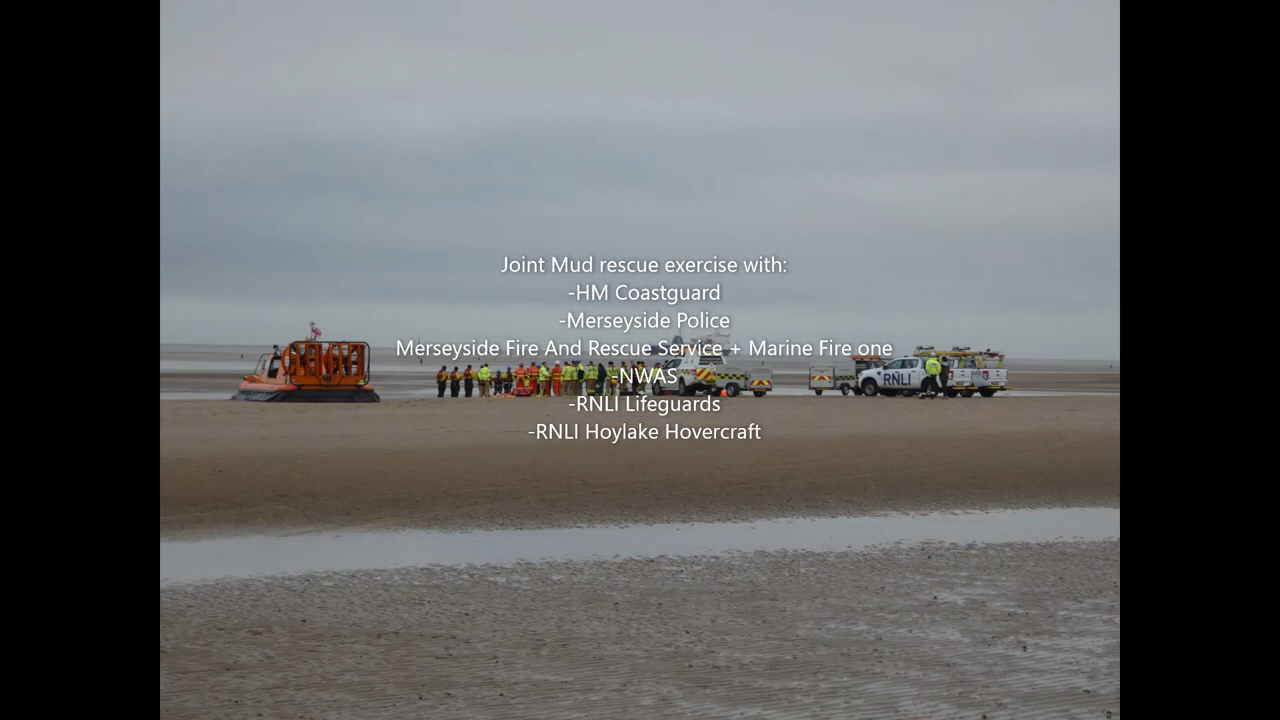 Joint Mud rescue exercise with:
-HM Coastguard
-Merseyside Police
Merseyside Fire And Rescue Service + Marine Fire one
-NWAS
-RNLI Lifeguards
-RNLI Hoylake Hovercraft
RNLI